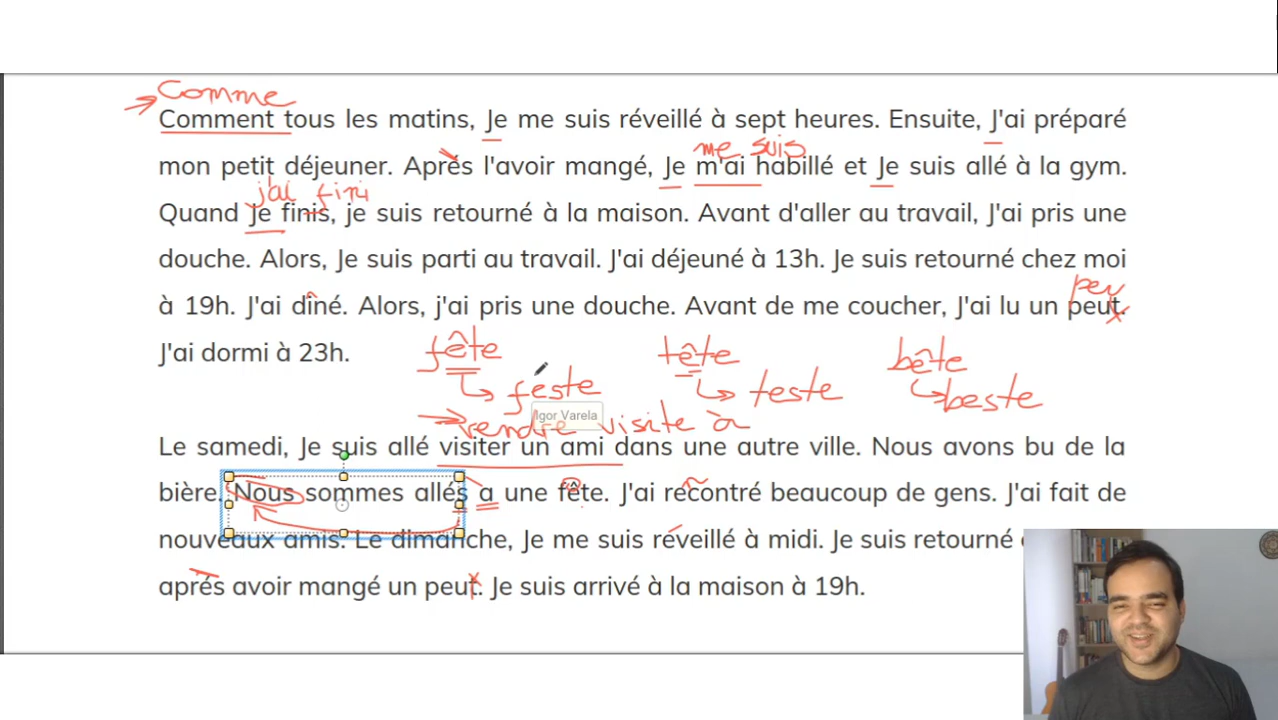 Comme
Comment tous les matins, Je me suis réveillé à sept heures. Ensuite, J'ai préparé
me suis
mon petit déjeuner. Après l'avoir mangé, Je m'ai habillé et Je suis allé à la gym.
j'ai fini
Quand Je finis, je suis retourné à la maison. Avant d'aller au travail, J'ai pris une
douche. Alors, Je suis parti au travail. J'ai déjeuné à 13h. Je suis retourné chez moi
peu
à 19h. J'ai dîné. Alors, j'ai pris une douche. Avant de me coucher, J'ai lu un peut.
J'ai dormi à 23h.
fête tête bête
feste teste beste
Igor Varela
rendre visite à
Le samedi, Je suis allé visiter un ami dans une autre ville. Nous avons bu de la
bière. Nous sommes allés a une fête. J'ai recontré beaucoup de gens. J'ai fait de
nouveaux amis. Le dimanche, Je me suis réveillé à midi. Je suis retourné
aprés avoir mangé un peut. Je suis arrivé à la maison à 19h.